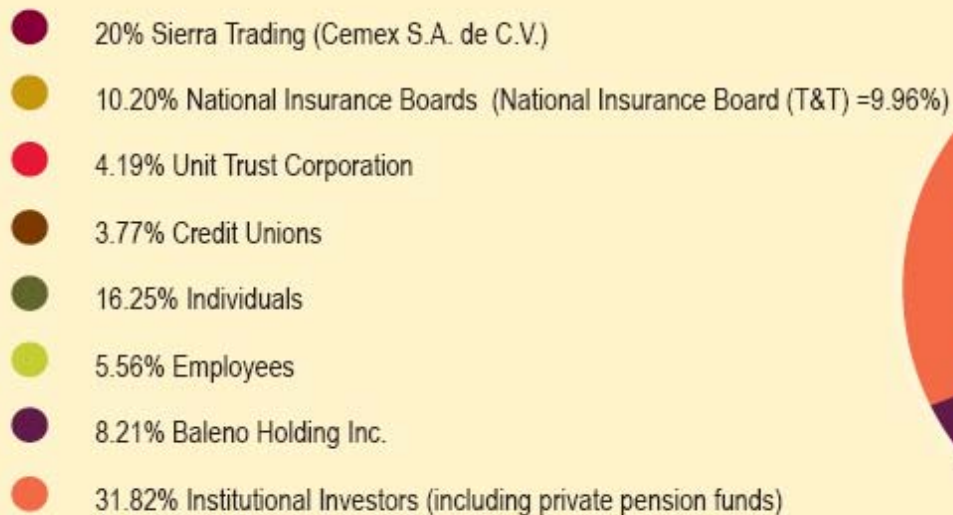 20% Sierra Trading (Cemex S.A. de C.V.)
10.20% National Insurance Boards (National Insurance Board (T&T) =9.96%)
4.19% Unit Trust Corporation
3.77% Credit Unions
16.25% Individuals
5.56% Employees
8.21% Baleno Holding Inc.
31.82% Institutional Investors (including private pension funds)